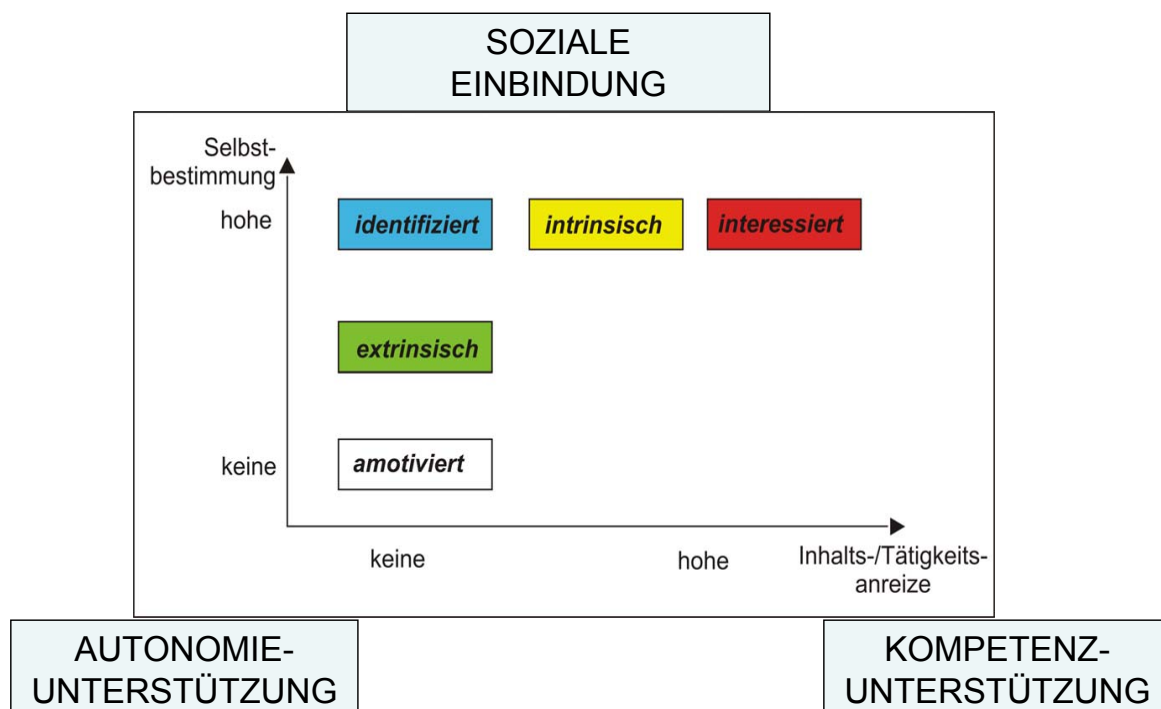 SOZIALE
EINBINDUNG
Selbst-
bestimmung
hohe
identifiziert
intrinsisch
interessiert
extrinsisch
keine
amotiviert
keine
hohe
Inhalts-/Tätigkeits-
anreize
AUTONOMIE-
UNTERSTÜTZUNG
KOMPETENZ-
UNTERSTÜTZUNG